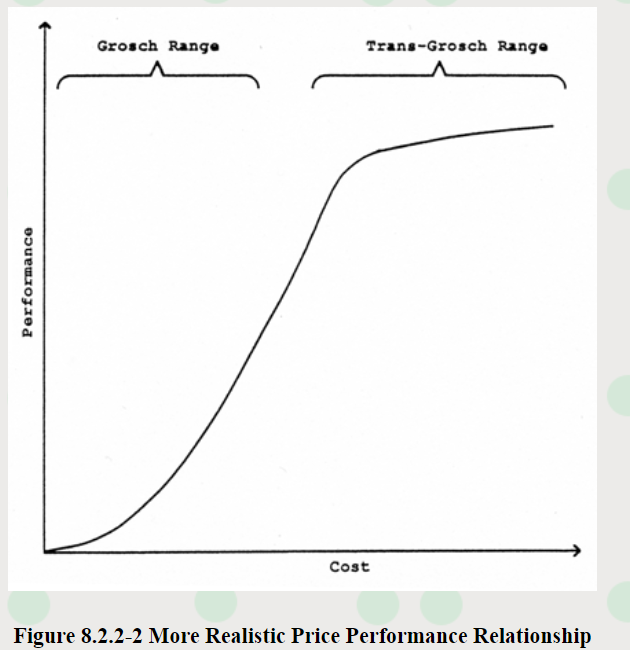 Grosch Range
Trans-Grosch Range
Performance
Cost
Figure 8.2.2-2 More Realistic Price Performance Relationship